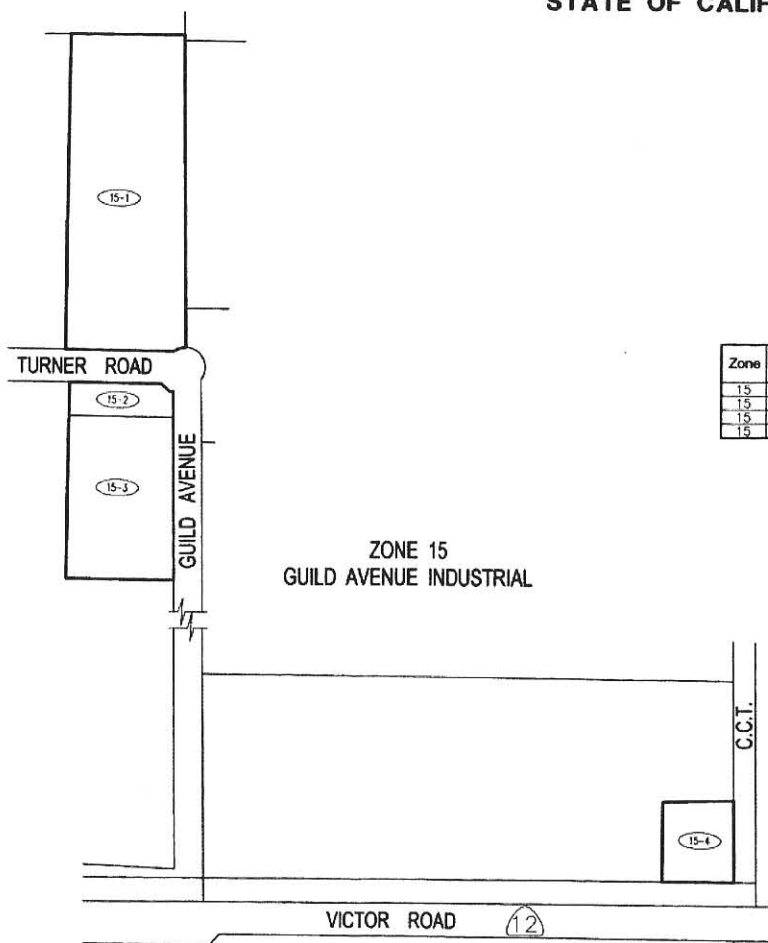 STATE OF CALIF
15-1
TURNER ROAD
15-2
GUILD AVENUE
15-3
Zone
15
15
15
15
ZONE 15
GUILD AVENUE INDUSTRIAL
C.C.T.
15-4
VICTOR ROAD 12